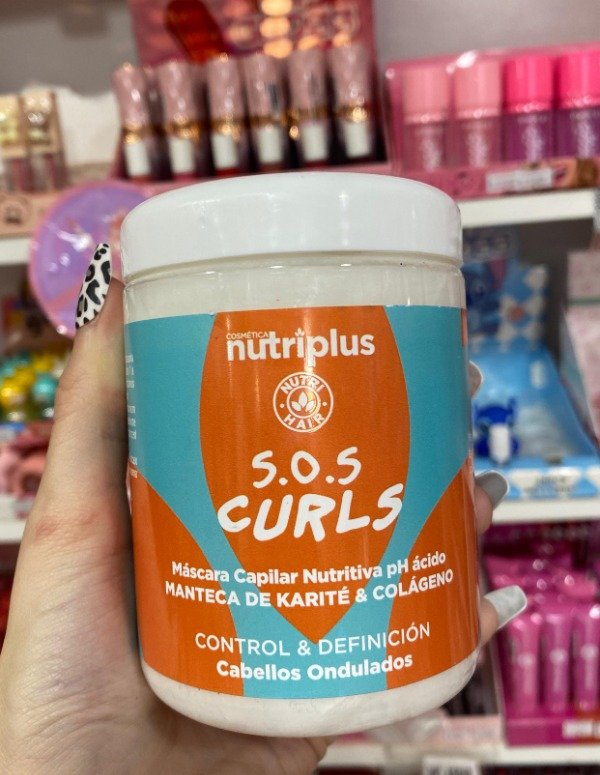 COSMÉTICA
nutriplus
NUTRI
HAIR
S.O.S
CURLS
Máscara Capilar Nutritiva pH ácido
MANTECA DE KARITÉ & COLÁGENO
CONTROL & DEFINICIÓN
Cabellos Ondulados